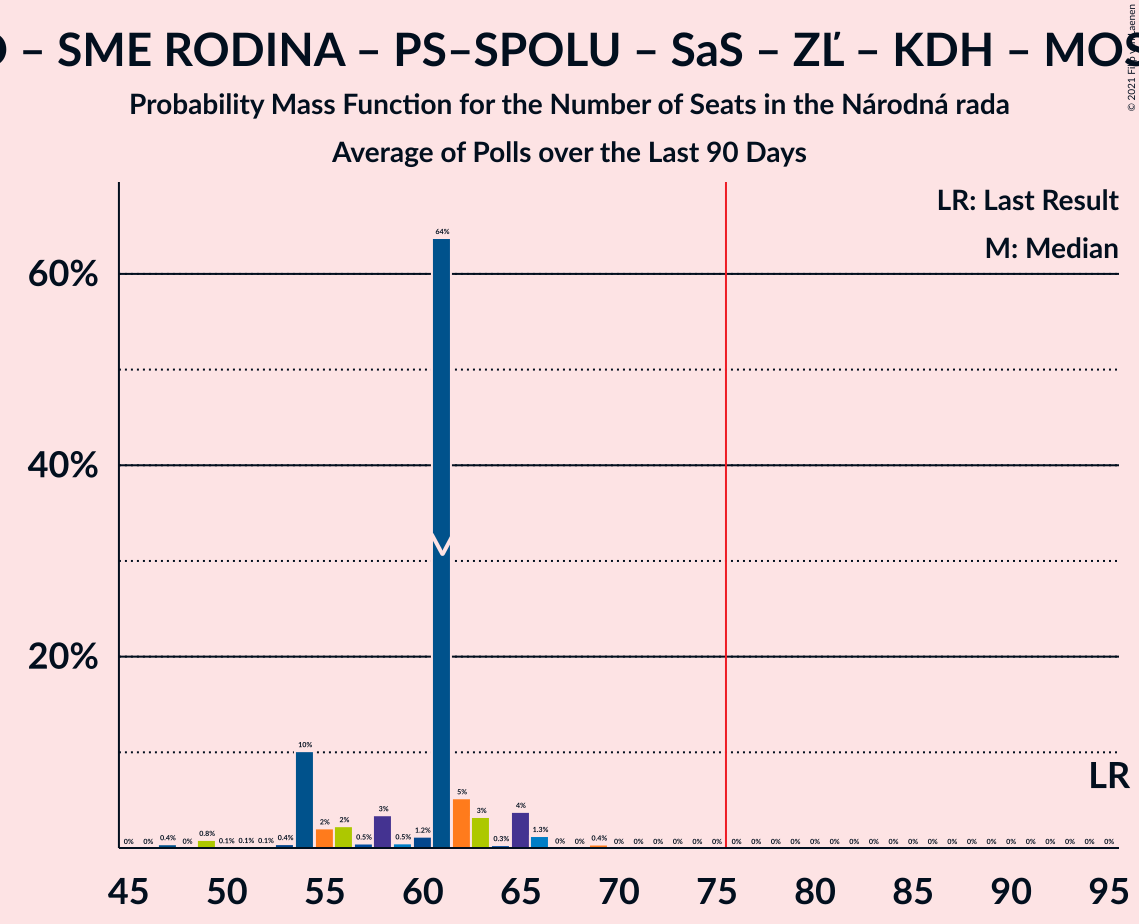 – SME RODINA – PS–SPOLU – SaS – ZĽ – KDH –
Probability Mass Function for the Number of Seats in the Národná rada
Average of Polls over the Last 90 Days
© 2021
LR: Last Result
M: Median
60%
40%
20%
64%
M
LR
0% 0% 0.4% 0% 0.8% 0.1% 0.1% 0.1% 0.4% 10% 2% 2% 0.5% 3% 0.5% 1.2% 5% 3% 0.3% 4% 1.3% 0% 0% 0.4% 0% 0% 0% 0% 0% 0% 0% 0% 0% 0% 0% 0% 0% 0% 0% 0% 0% 0% 0% 0% 0% 0% 0% 0% 0% 0%
45 50 55 60 65 70 75 80 85 90 95